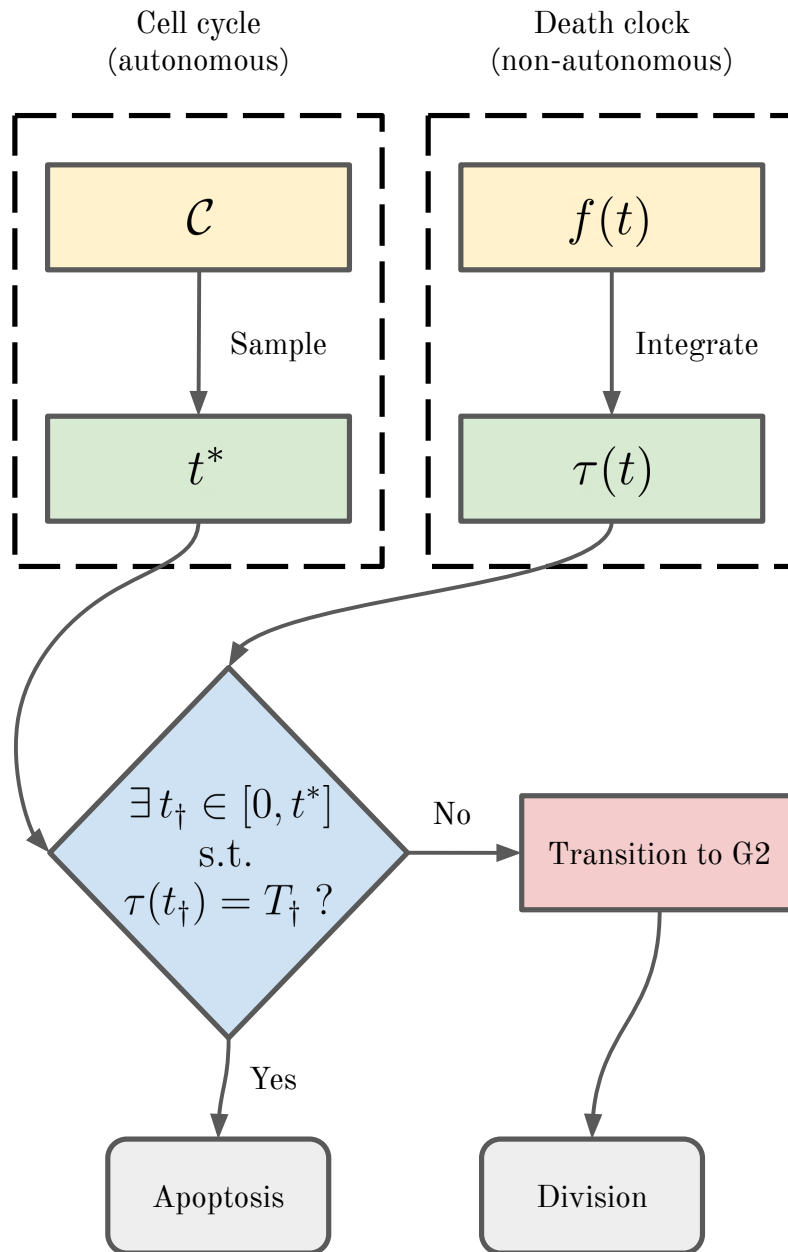 Cell cycle
(autonomous)
Death clock
(non-autonomous)
𝒞
f(t)
Sample
Integrate
t*
τ(t)
∃ t† ∈ [0, t*]
s.t.
τ(t†) = T† ?
No
Transition to G2
Yes
Apoptosis
Division